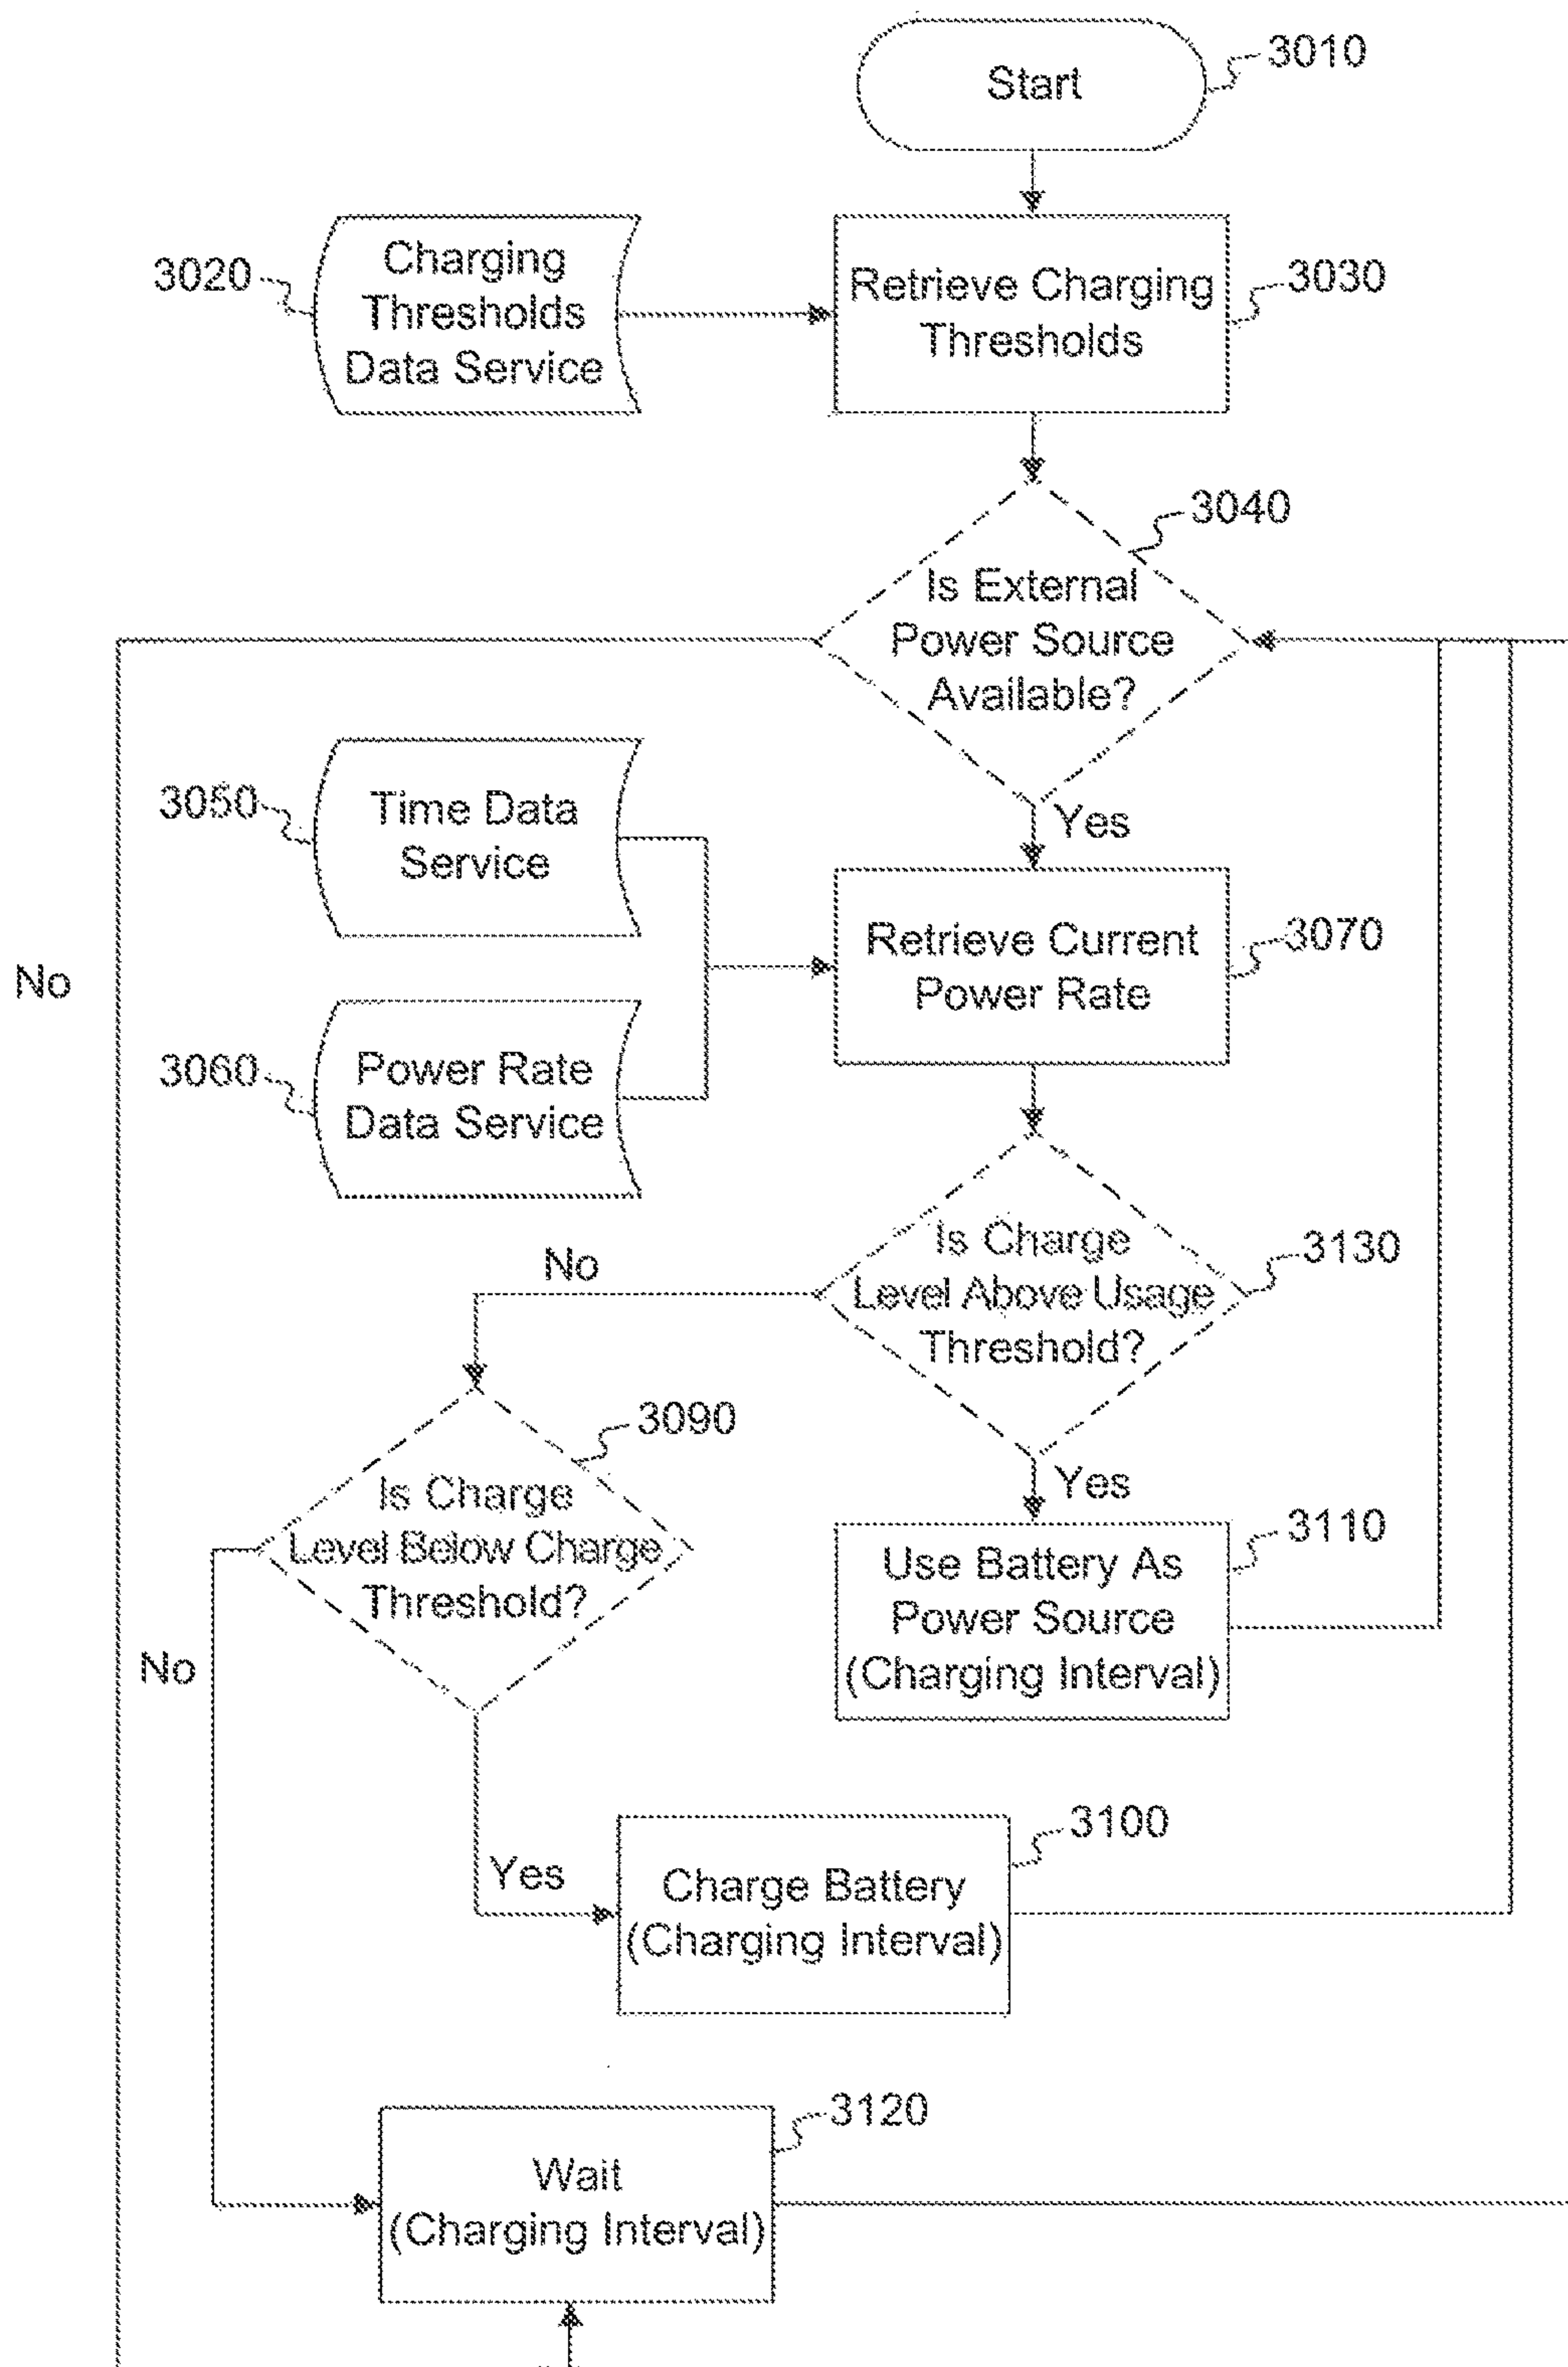 Start
3010
Charging
Thresholds
Data Service
3020
Retrieve Charging
Thresholds
3030
3040
Is External
Power Source
Available?
Yes
No
3050
Time Data
Service
Retrieve Current
Power Rate
3070
3060
Power Rate
Data Service
Is Charge
Level Above Usage
Threshold?
3130
No
Yes
3090
Is Charge
Level Below Charge
Threshold?
No
Yes
Use Battery As
Power Source
(Charging Interval)
3110
3100
Charge Battery
(Charging Interval)
3120
Wait
(Charging Interval)